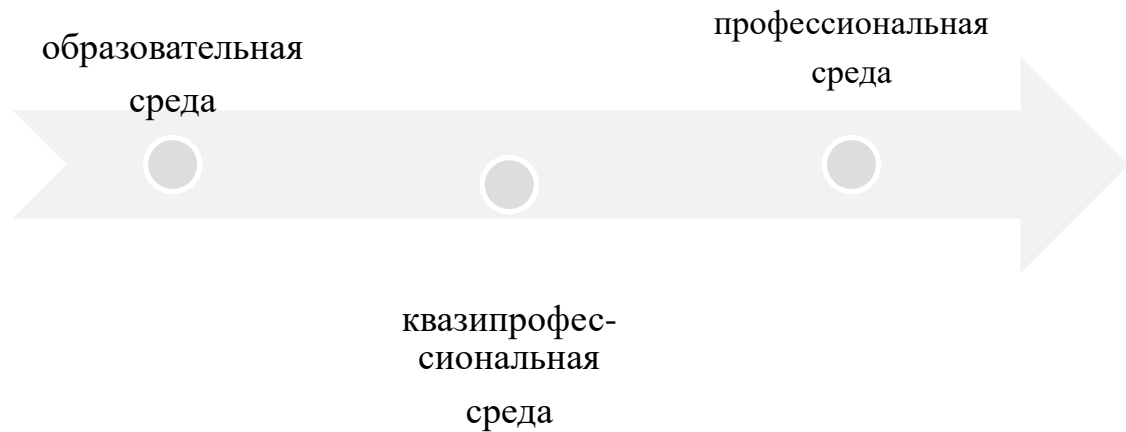 образовательная
среда
квазипрофес-
сиональная
среда
профессиональная
среда